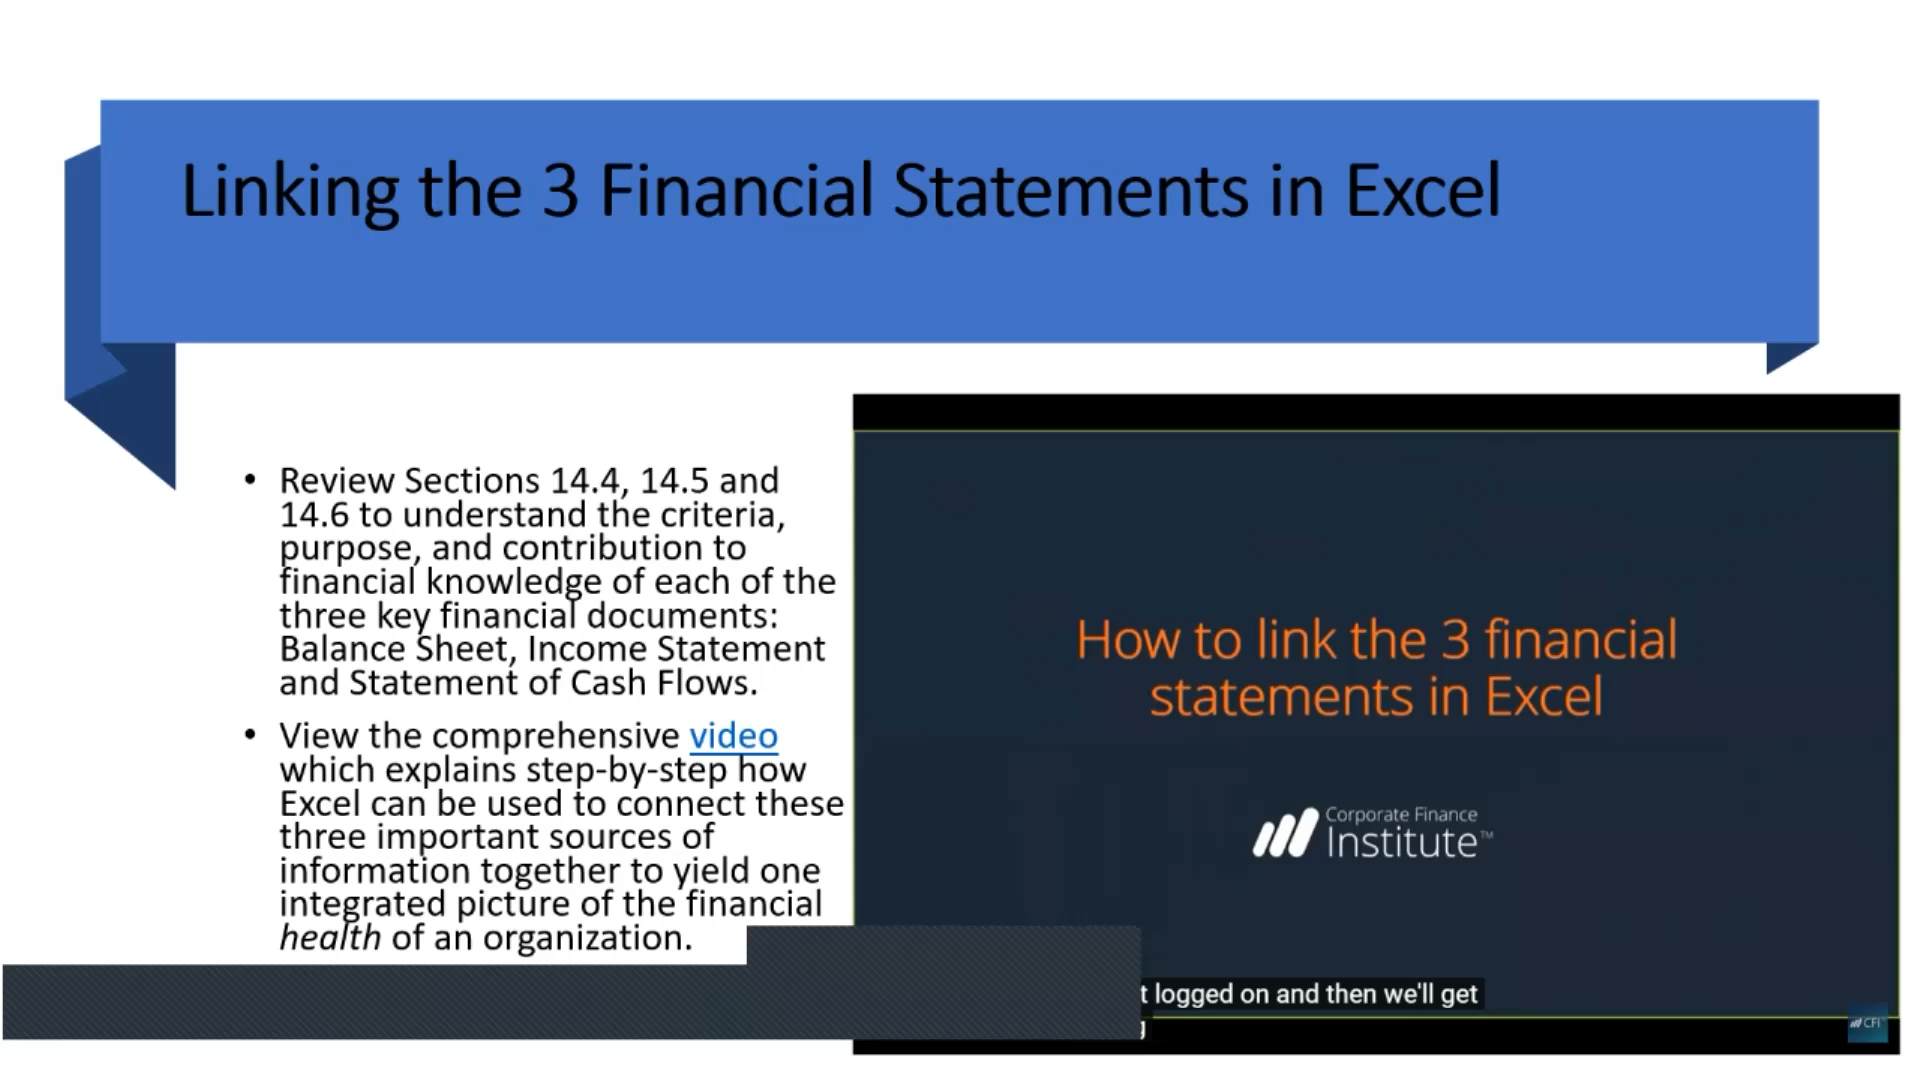 Linking the 3 Financial Statements in Excel
• Review Sections 14.4, 14.5 and
14.6 to understand the criteria,
purpose, and contribution to
financial knowledge of each of the
three key financial documents:
Balance Sheet, Income Statement
and Statement of Cash Flows.
• View the comprehensive video
which explains step-by-step how
Excel can be used to connect these
three important sources of
information together to yield one
integrated picture of the financial
health of an organization.
How to link the 3 financial
statements in Excel
Corporate Finance
Institute™
t logged on and then we'll get
g
CFI